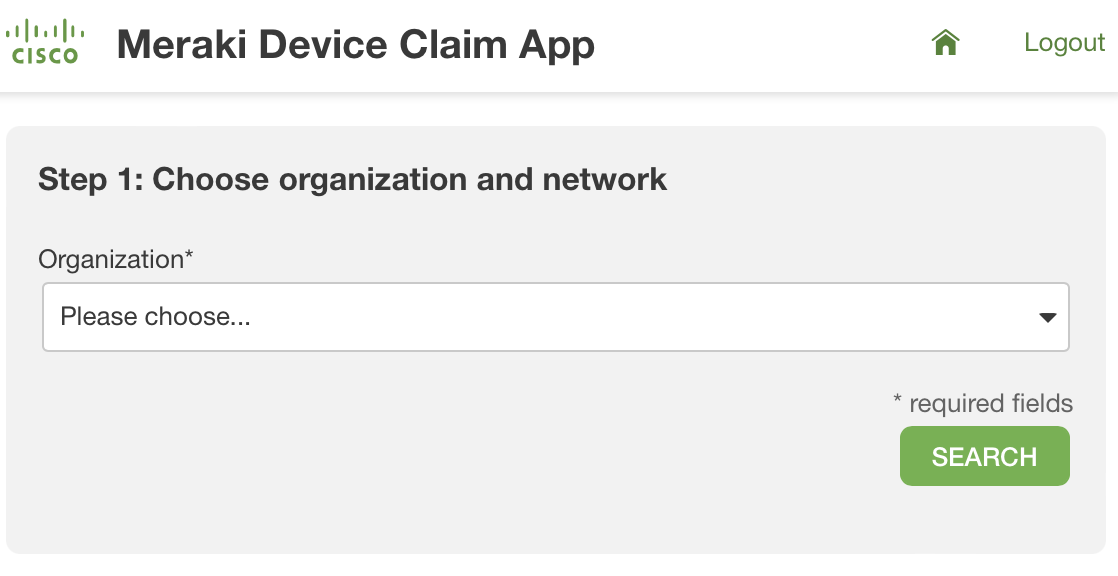 CISCO
Meraki Device Claim App
Logout
Step 1: Choose organization and network
Organization*
Please choose...
* required fields
SEARCH